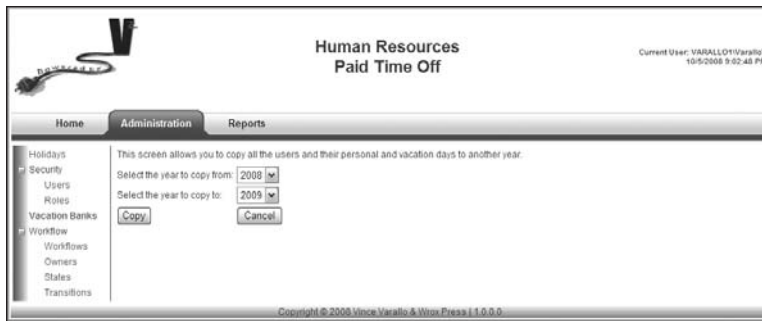 V
Powered by
Human Resources
Paid Time Off
Current User: VARALLO1\Varallo
10/5/2008 9:02:48 PM
Home Administration Reports
Holidays
Security
Users
Roles
Vacation Banks
Workflow
Workflows
Owners
States
Transitions
This screen allows you to copy all the users and their personal and vacation days to another year.
Select the year to copy from: 2008
Select the year to copy to: 2009
Copy Cancel
Copyright © 2008 Vince Varallo & Wrox Press | 1.0.0.0